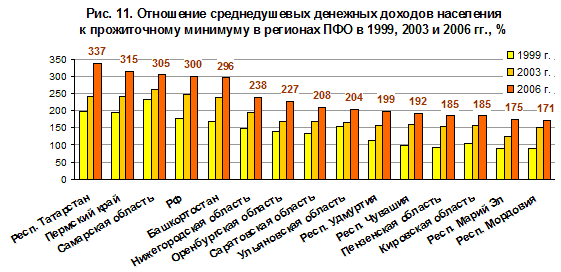 Рис. 11. Отношение среднедушевых денежных доходов населения
к прожиточному минимуму в регионах ПФО в 1999, 2003 и 2006 гг., %
350
300
250
200
150
100
50
0
337
315
305
300
296
238
227
208
204
199
192
185
185
175
171
1999 г.
2003 г.
2006 г.
Респ. Татарстан
Пермский край
Самарская область
РФ
Башкортостан
Нижегородская область
Оренбургская область
Саратовская область
Ульяновская область
Респ. Удмуртия
Респ. Чувашия
Пензенская область
Кировская область
Респ. Марий Эл
Респ. Мордовия